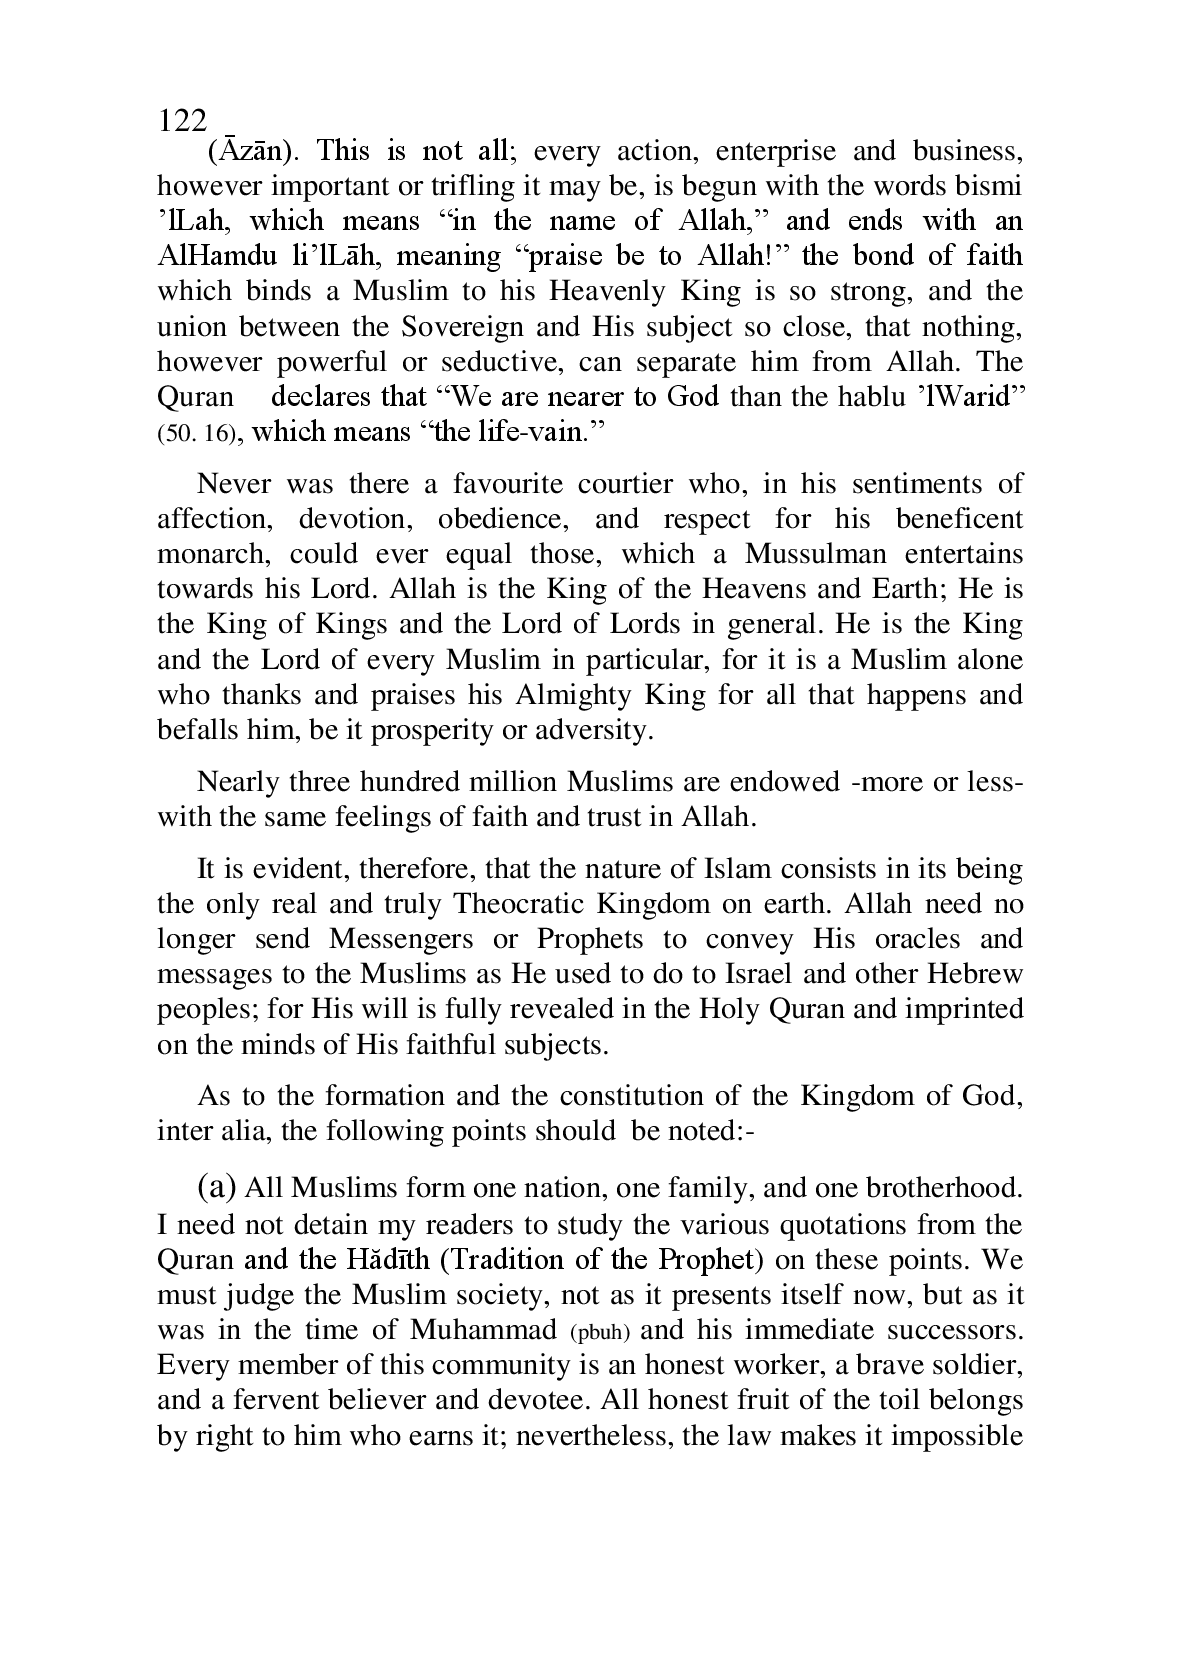 122
(Āzān). This is not all; every action, enterprise and business,
however important or trifling it may be, is begun with the words bismi
’lLah, which means “in the name of Allah,” and ends with an
AlHamdu li’lLāh, meaning “praise be to Allah!” the bond of faith
which binds a Muslim to his Heavenly King is so strong, and the
union between the Sovereign and His subject so close, that nothing,
however powerful or seductive, can separate him from Allah. The
Quran declares that “We are nearer to God than the hablu ’lWarid”
(50. 16), which means “the life-vain.”
Never was there a favourite courtier who, in his sentiments of
affection, devotion, obedience, and respect for his beneficent
monarch, could ever equal those, which a Mussulman entertains
towards his Lord. Allah is the King of the Heavens and Earth; He is
the King of Kings and the Lord of Lords in general. He is the King
and the Lord of every Muslim in particular, for it is a Muslim alone
who thanks and praises his Almighty King for all that happens and
befalls him, be it prosperity or adversity.
Nearly three hundred million Muslims are endowed -more or less-
with the same feelings of faith and trust in Allah.
It is evident, therefore, that the nature of Islam consists in its being
the only real and truly Theocratic Kingdom on earth. Allah need no
longer send Messengers or Prophets to convey His oracles and
messages to the Muslims as He used to do to Israel and other Hebrew
peoples; for His will is fully revealed in the Holy Quran and imprinted
on the minds of His faithful subjects.
As to the formation and the constitution of the Kingdom of God,
inter alia, the following points should be noted:-
(a) All Muslims form one nation, one family, and one brotherhood.
I need not detain my readers to study the various quotations from the
Quran and the Hădīth (Tradition of the Prophet) on these points. We
must judge the Muslim society, not as it presents itself now, but as it
was in the time of Muhammad (pbuh) and his immediate successors.
Every member of this community is an honest worker, a brave soldier,
and a fervent believer and devotee. All honest fruit of the toil belongs
by right to him who earns it; nevertheless, the law makes it impossible